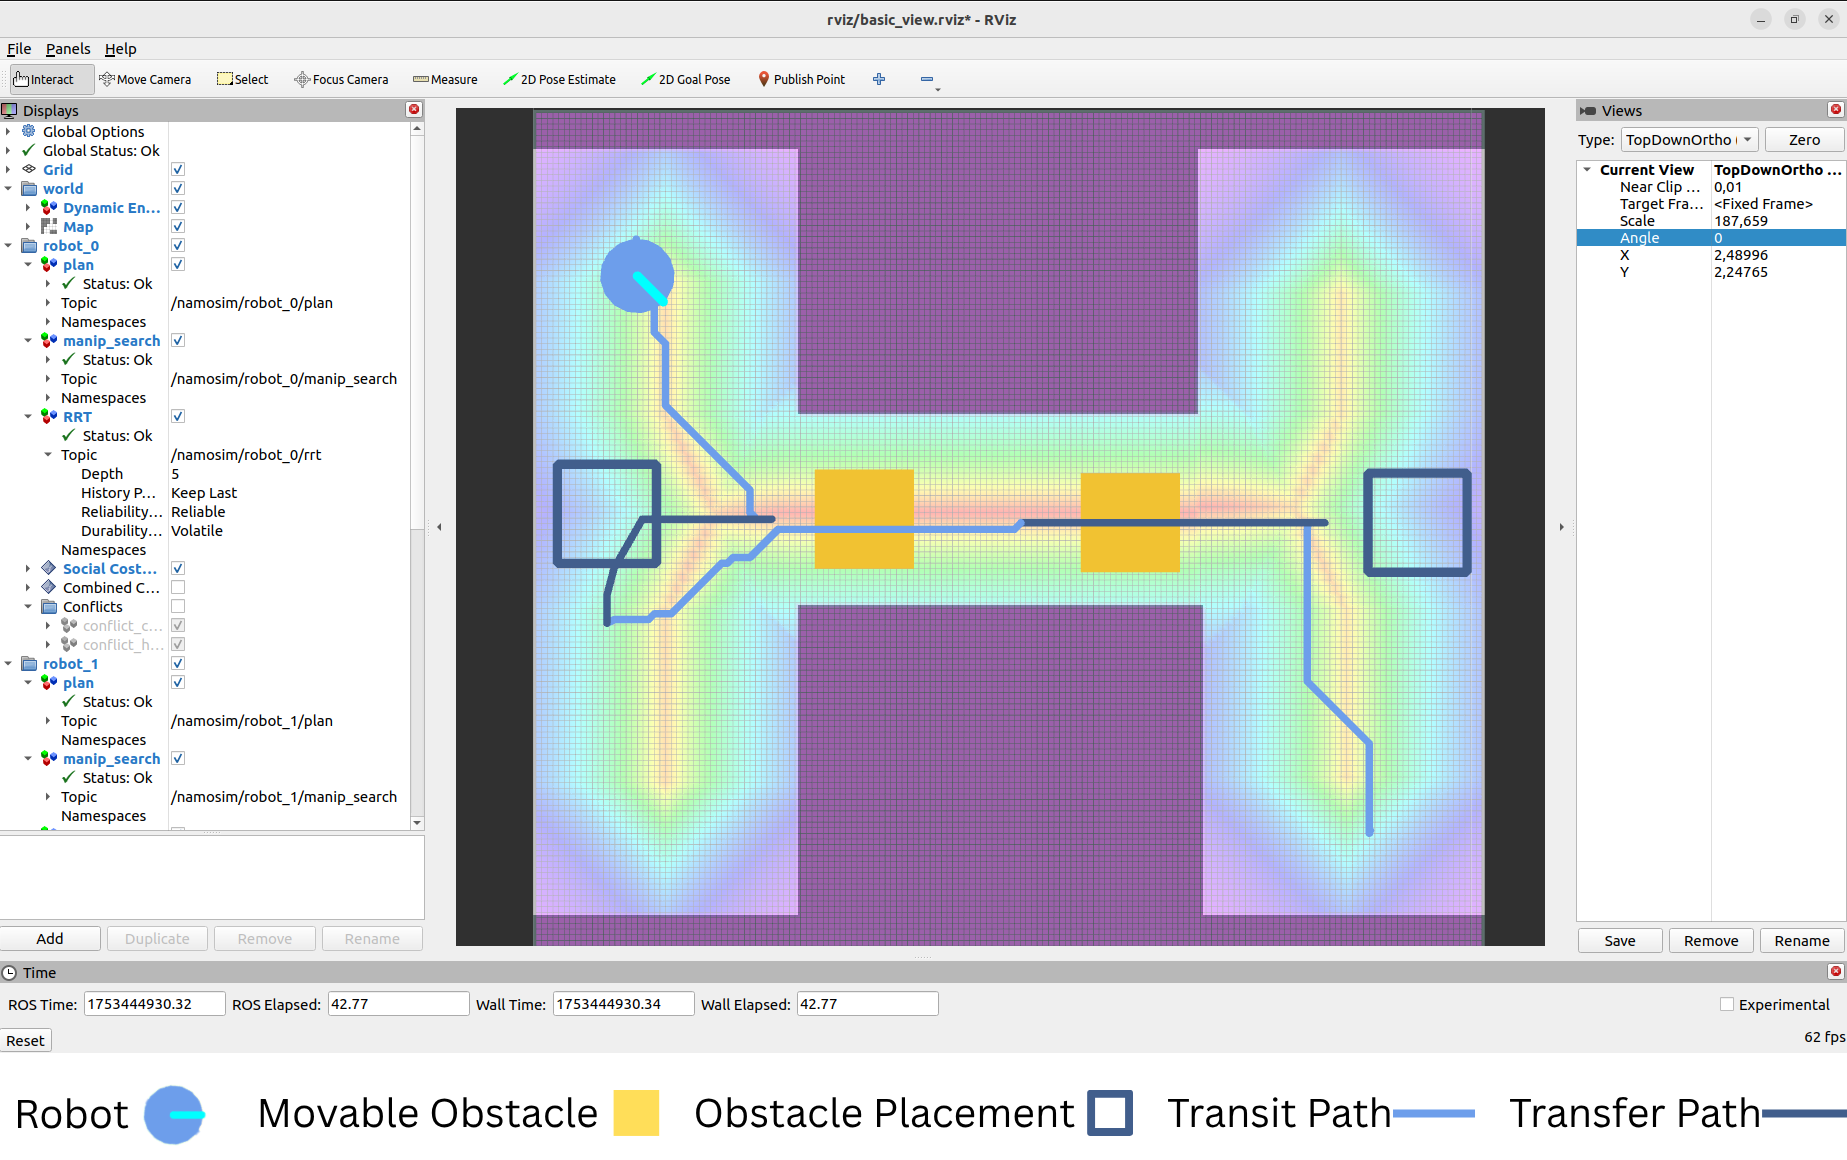 rviz/basic_view.rviz* - RViz
File Panels Help
Interact Move Camera Select Focus Camera Measure 2D Pose Estimate 2D Goal Pose Publish Point
Displays
Global Options
Global Status: Ok
Grid
world
Dynamic En...
Map
robot_0
plan
Status: Ok
Topic /namosim/robot_0/plan
Namespaces
manip_search
Status: Ok
Topic /namosim/robot_0/manip_search
Namespaces
RRT
Status: Ok
Topic /namosim/robot_0/rrt
Depth 5
History P... Keep Last
Reliability... Reliable
Durability... Volatile
Namespaces
Social Cost...
Combined C...
Conflicts
conflict_c...
conflict_h...
robot_1
plan
Status: Ok
Topic /namosim/robot_1/plan
Namespaces
manip_search
Status: Ok
Topic /namosim/robot_1/manip_search
Namespaces
Add Duplicate Remove Rename
Views
Type: TopDownOrtho Zero
Current View TopDownOrtho ...
Near Clip ... 0,01
Target Fra... <Fixed Frame>
Scale 187,659
Angle 0
X 2,48996
Y 2,24765
Save Remove Rename
Time
ROS Time: 1753444930.32 ROS Elapsed: 42.77 Wall Time: 1753444930.34 Wall Elapsed: 42.77 Experimental
Reset 62 fps
Robot Movable Obstacle Obstacle Placement Transit Path Transfer Path